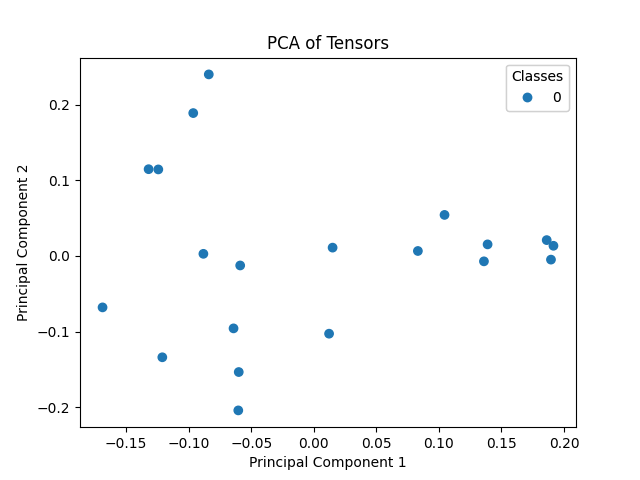 PCA of Tensors
Classes
0
0.2
0.1
0.0
−0.1
−0.2
Principal Component 2
−0.15 −0.10 −0.05 0.00 0.05 0.10 0.15 0.20
Principal Component 1